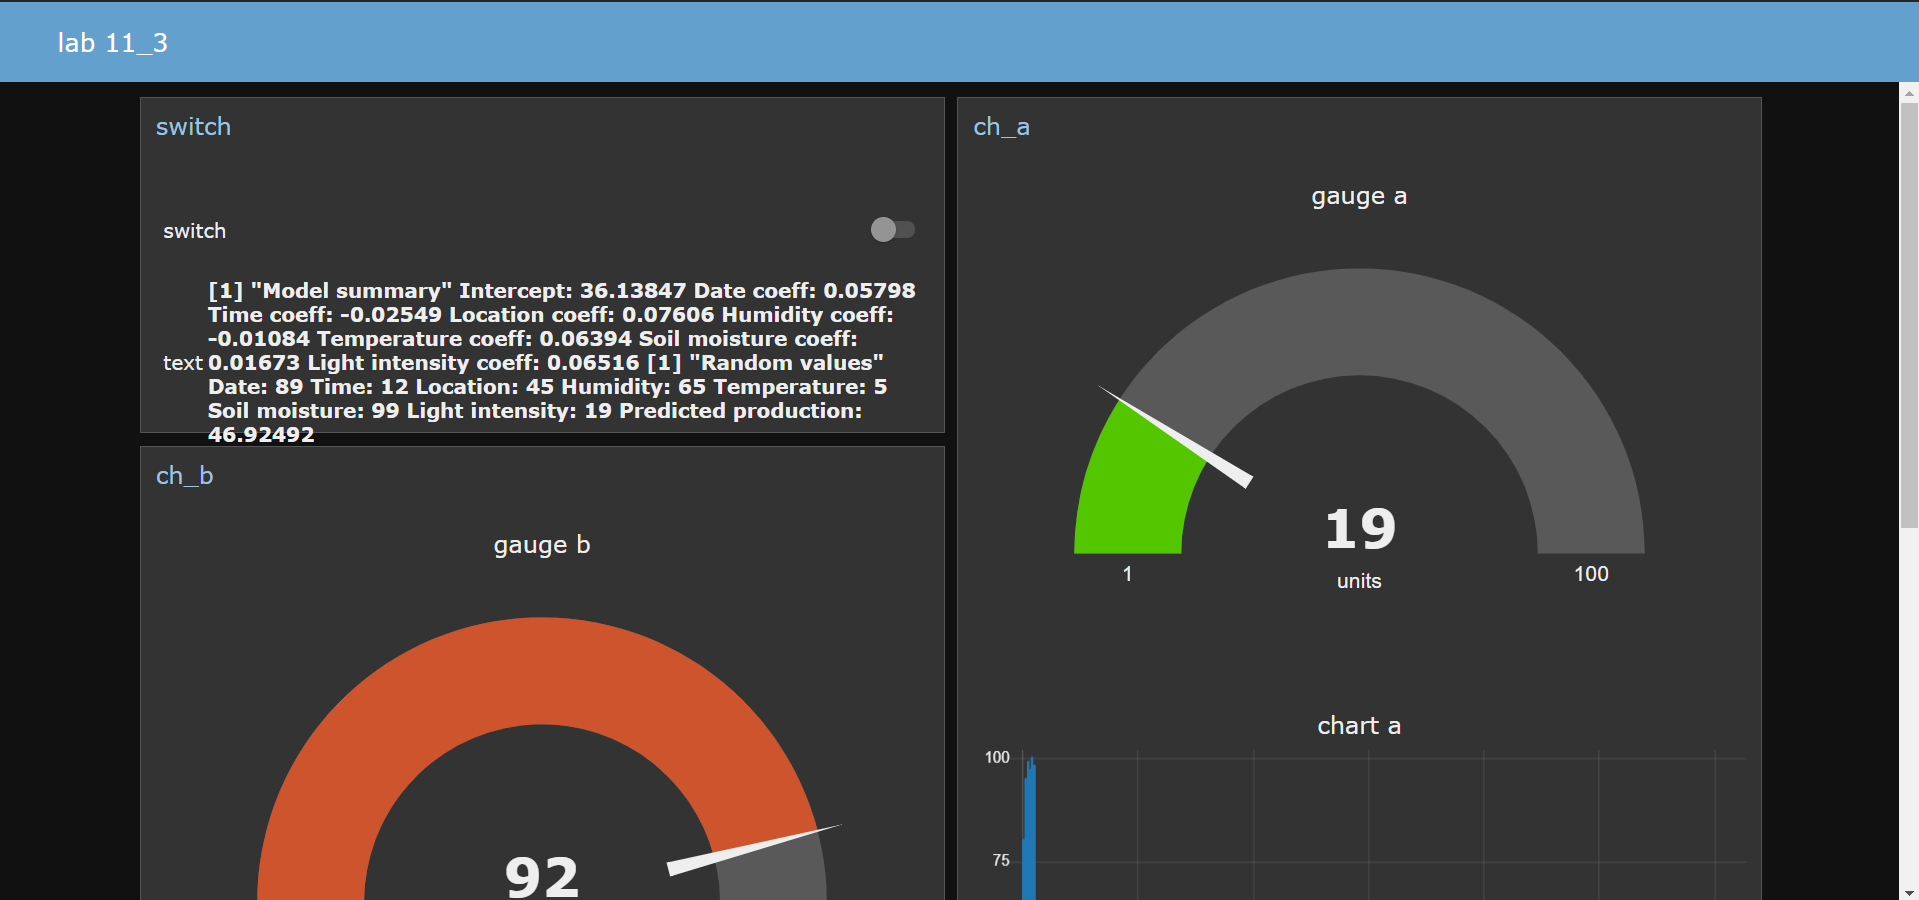 lab 11_3
switch
switch
text
[1] "Model summary" Intercept: 36.13847 Date coeff: 0.05798
Time coeff: -0.02549 Location coeff: 0.07606 Humidity coeff:
-0.01084 Temperature coeff: 0.06394 Soil moisture coeff:
0.01673 Light intensity coeff: 0.06516 [1] "Random values"
Date: 89 Time: 12 Location: 45 Humidity: 65 Temperature: 5
Soil moisture: 99 Light intensity: 19 Predicted production:
46.92492
ch_b
gauge b
92
ch_a
gauge a
19
1
units
100
chart a
100
75